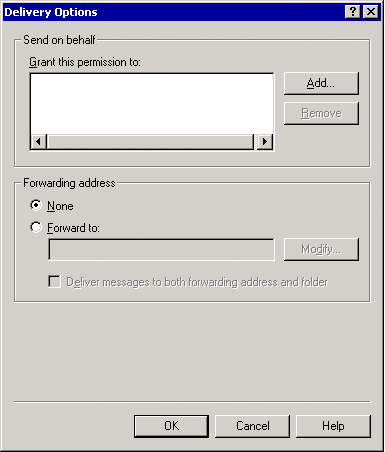 Delivery Options
Send on behalf
Grant this permission to:
Add...
Remove
Forwarding address
None
Forward to:
Modify...
Deliver messages to both forwarding address and folder
OK
Cancel
Help